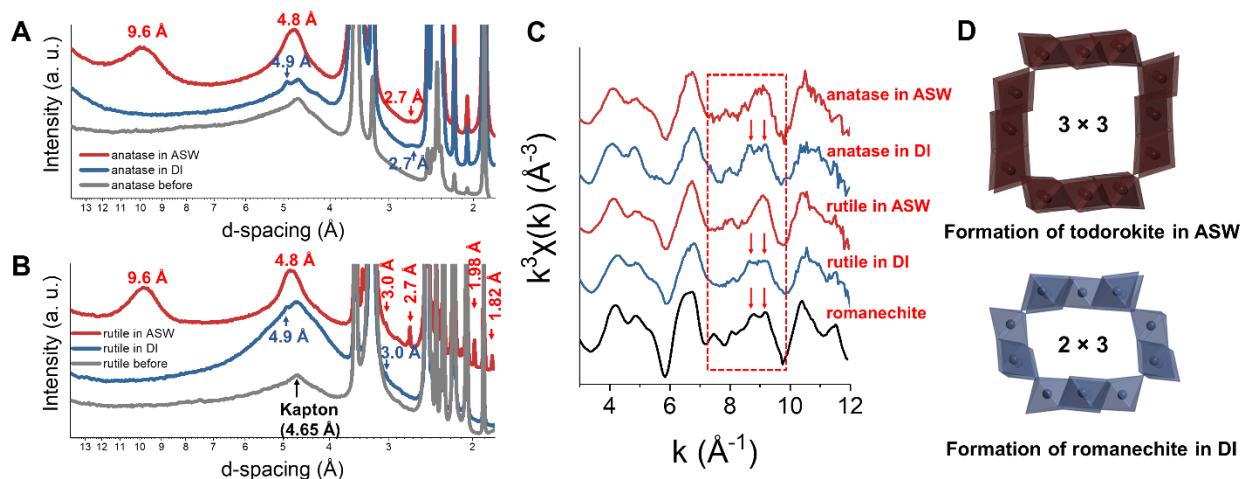 A
9.6 Å
4.8 Å
4.9 Å
2.7 Å
2.7 Å
Intensity (a. u.)
anatase in ASW
anatase in DI
anatase before
13 12 11 10 9 8 7 6 5 4 3 2
d-spacing (Å)
B
9.6 Å
4.8 Å
4.9 Å
3.0 Å
2.7 Å
1.98 Å
1.82 Å
3.0 Å
Intensity (a. u.)
rutile in ASW
rutile in DI
rutile before
Kapton
(4.65 Å)
13 12 11 10 9 8 7 6 5 4 3 2
d-spacing (Å)
C
k³χ(k) (Å⁻³)
anatase in ASW
anatase in DI
rutile in ASW
rutile in DI
romanechite
4 6 8 10 12
k (Å⁻¹)
D
3 × 3
Formation of todorokite in ASW
2 × 3
Formation of romanechite in DI